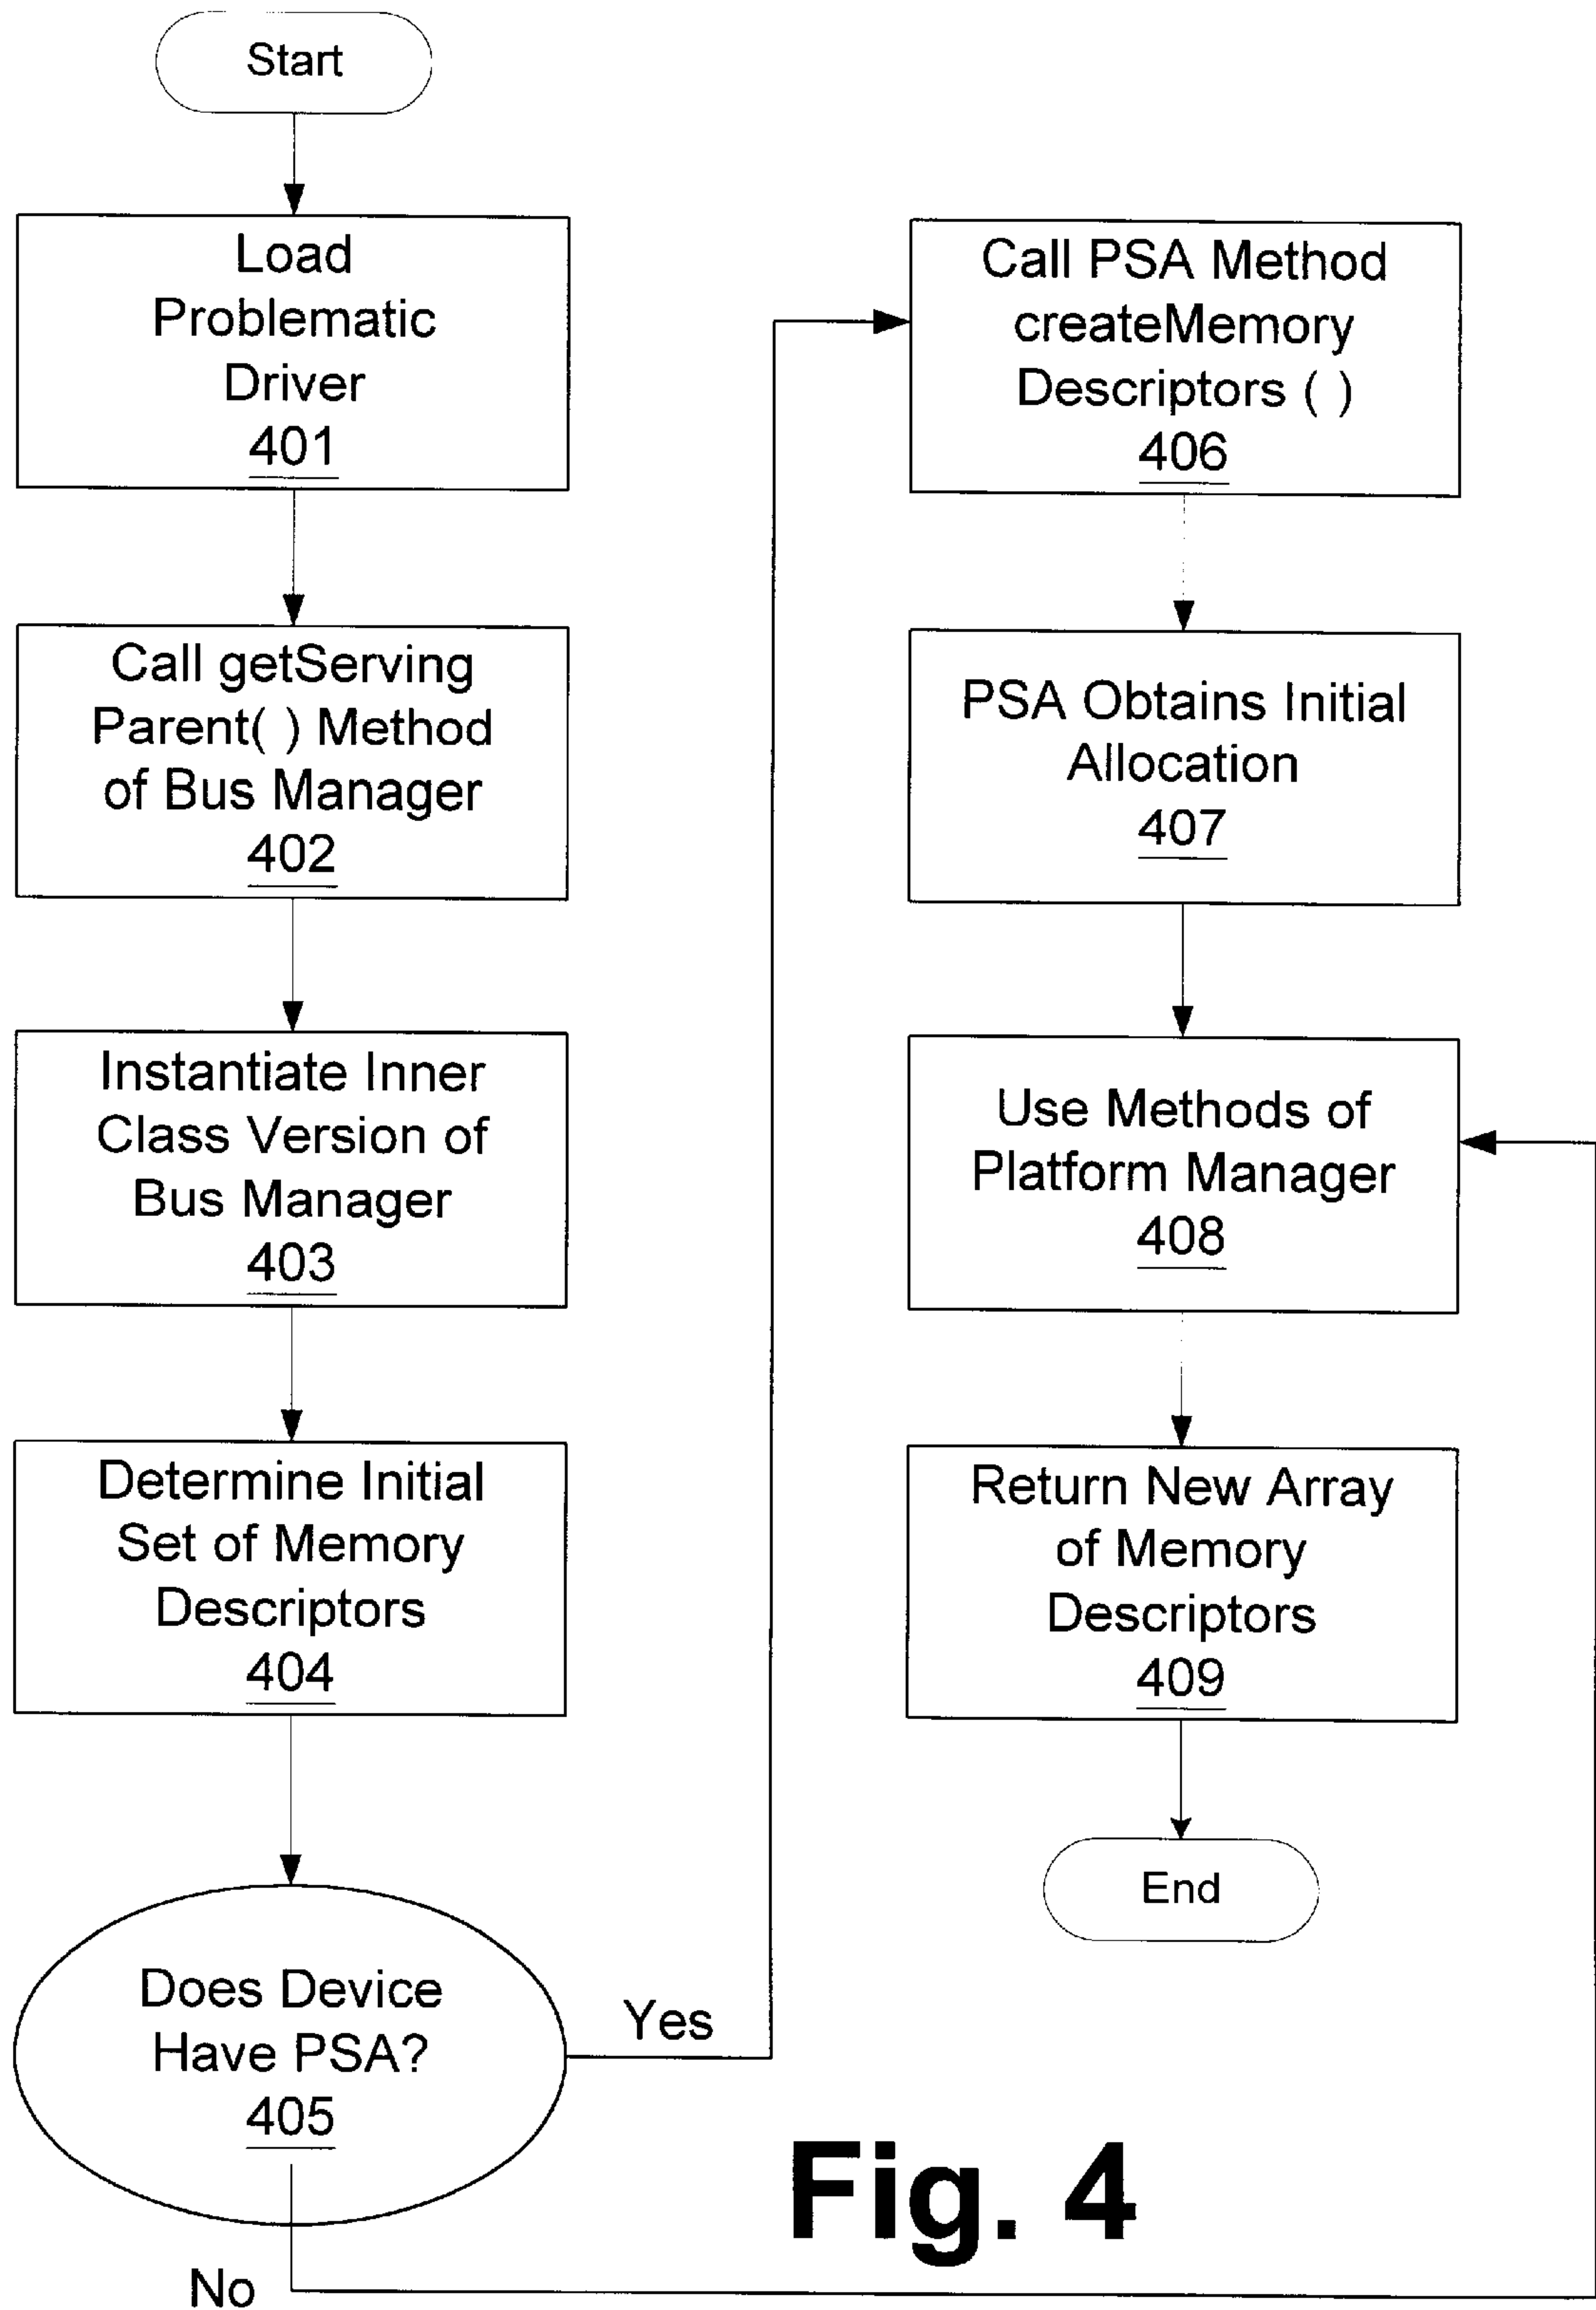 Start
Load
Problematic
Driver
401
Call getServing
Parent( ) Method
of Bus Manager
402
Instantiate Inner
Class Version of
Bus Manager
403
Determine Initial
Set of Memory
Descriptors
404
Does Device
Have PSA?
405
Yes
No
Call PSA Method
createMemory
Descriptors ( )
406
PSA Obtains Initial
Allocation
407
Use Methods of
Platform Manager
408
Return New Array
of Memory
Descriptors
409
End
Fig. 4